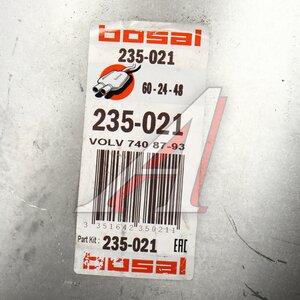 bosal
235-021
60-24-48
235-021
VOLV 740 87-93
3 351642 350211
Part Kit : 235-021 EAC
bosal